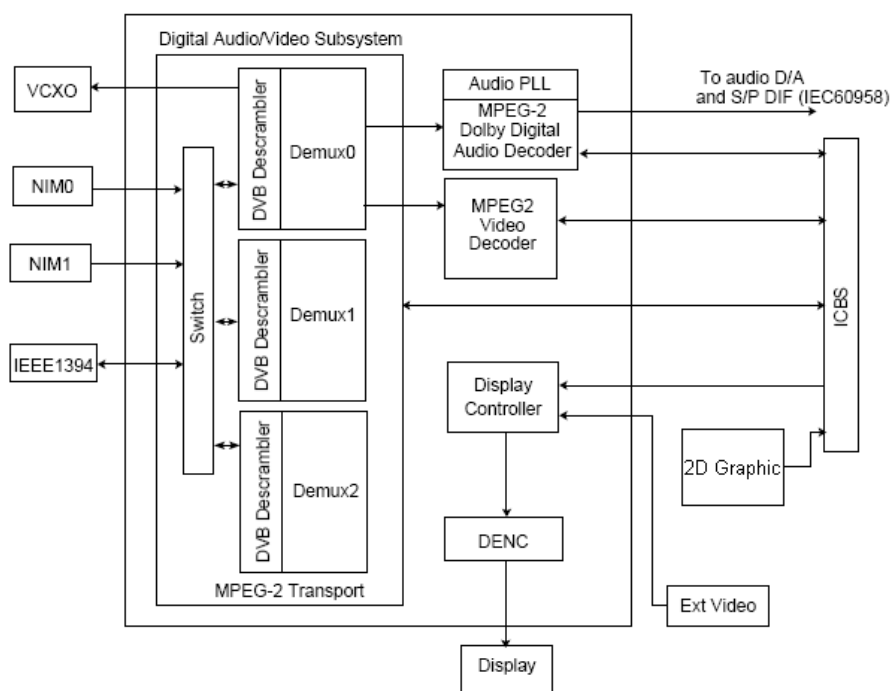 Digital Audio/Video Subsystem
VCXO
NIM0
NIM1
IEEE1394
Switch
DVB Descrambler
Demux0
DVB Descrambler
Demux1
DVB Descrambler
Demux2
MPEG-2 Transport
Audio PLL
MPEG-2
Dolby Digital
Audio Decoder
MPEG2
Video
Decoder
To audio D/A
and S/P DIF (IEC60958)
ICBS
Display
Controller
2D Graphic
DENC
Ext Video
Display